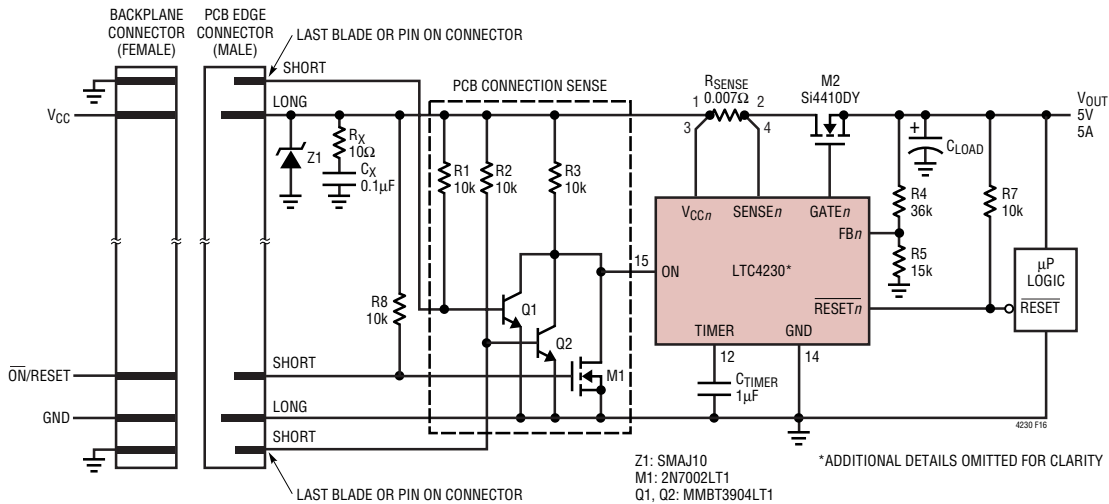 BACKPLANE
CONNECTOR
(FEMALE)
PCB EDGE
CONNECTOR
(MALE)
LAST BLADE OR PIN ON CONNECTOR
SHORT
LONG
VCC
Z1
RX
10Ω
CX
0.1µF
PCB CONNECTION SENSE
R1
10k
R2
10k
R3
10k
R8
10k
Q1
Q2
M1
15
1
RSENSE
0.007Ω
2
3
4
M2
Si4410DY
VOUT
5V
5A
CLOAD
+
R4
36k
R7
10k
R5
15k
VCCn
SENSEn
GATEn
FBn
ON
LTC4230*
RESETn
TIMER
GND
12
14
CTIMER
1µF
µP
LOGIC
RESET
ON/RESET
SHORT
GND
LONG
SHORT
LAST BLADE OR PIN ON CONNECTOR
4230 F16
Z1: SMAJ10
M1: 2N7002LT1
Q1, Q2: MMBT3904LT1
*ADDITIONAL DETAILS OMITTED FOR CLARITY